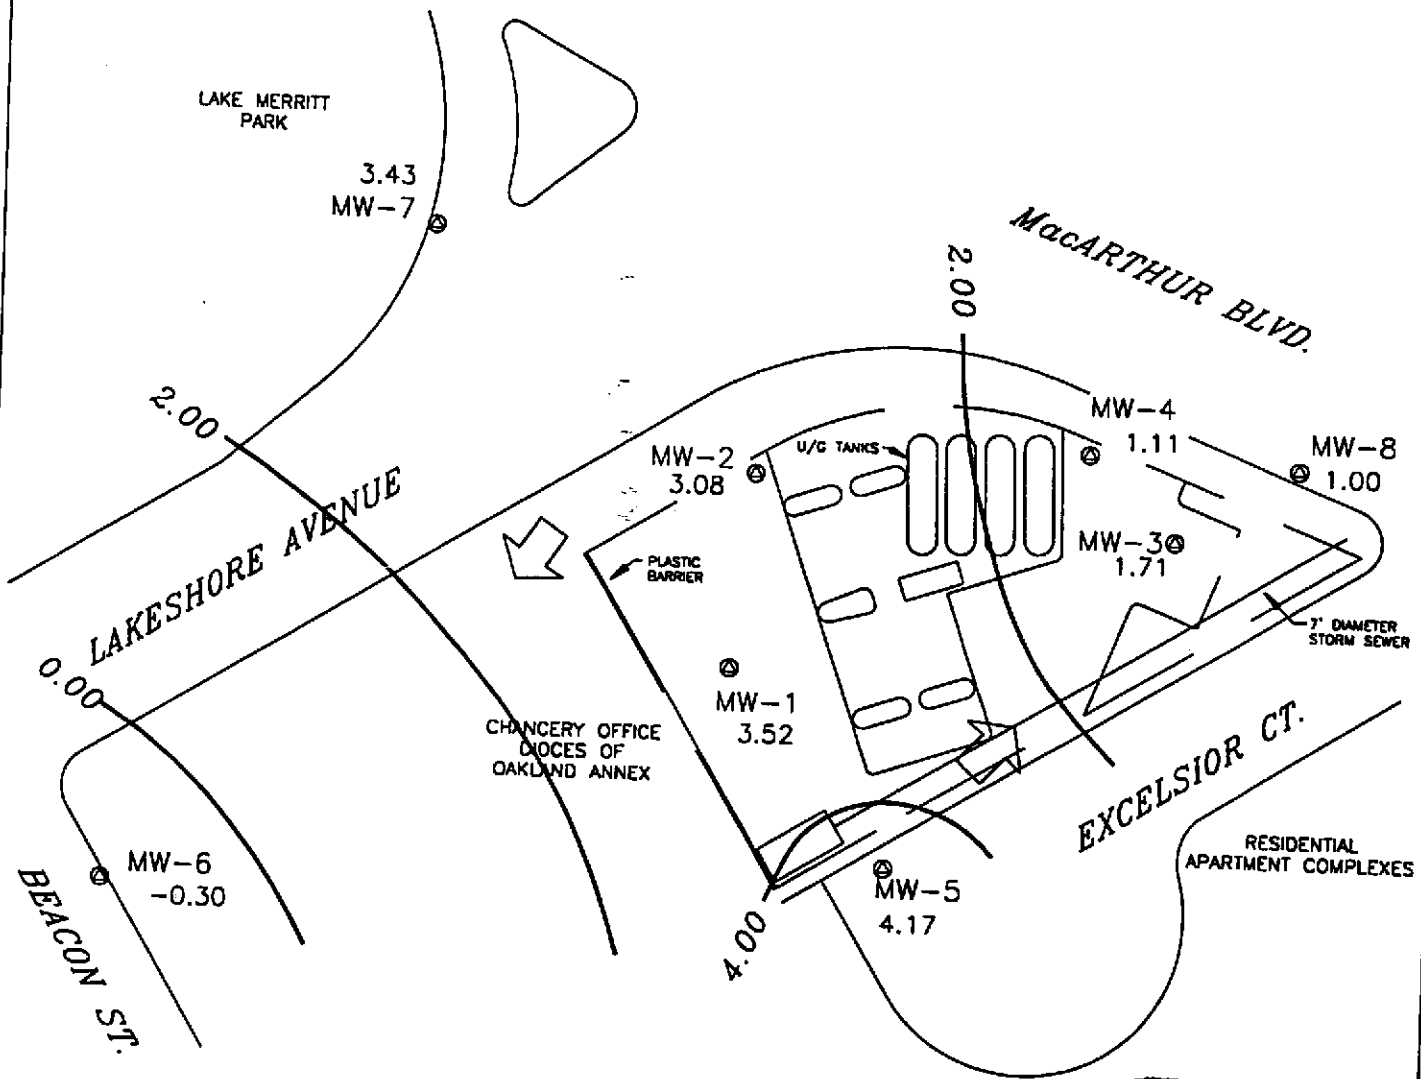 LAKE MERRITT
PARK
3.43
MW-7
MacARTHUR BLVD.
2.00
2.00
MW-4
1.11
MW-8
1.00
MW-2
3.08
U/G TANKS
LAKESHORE AVENUE
PLASTIC
BARRIER
MW-3
1.71
7' DIAMETER
STORM SEWER
0.00
MW-1
3.52
CHANCERY OFFICE
DIOCES OF
OAKLAND ANNEX
EXCELSIOR CT.
RESIDENTIAL
APARTMENT COMPLEXES
MW-6
-0.30
MW-5
4.17
4.00
BEACON ST.